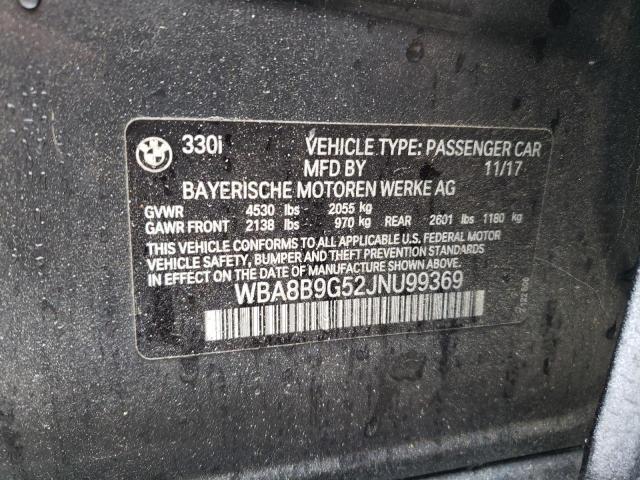 330i VEHICLE TYPE: PASSENGER CAR
MFD BY 11/17
BAYERISCHE MOTOREN WERKE AG
GVWR 4530 lbs 2055 kg
GAWR FRONT 2138 lbs 970 kg REAR 2601 lbs 1180 kg
THIS VEHICLE CONFORMS TO ALL APPLICABLE U.S. FEDERAL MOTOR
VEHICLE SAFETY, BUMPER AND THEFT PREVENTION STANDARDS
IN EFFECT ON THE DATE OF MANUFACTURE SHOWN ABOVE.
WBA8B9G52JNU99369